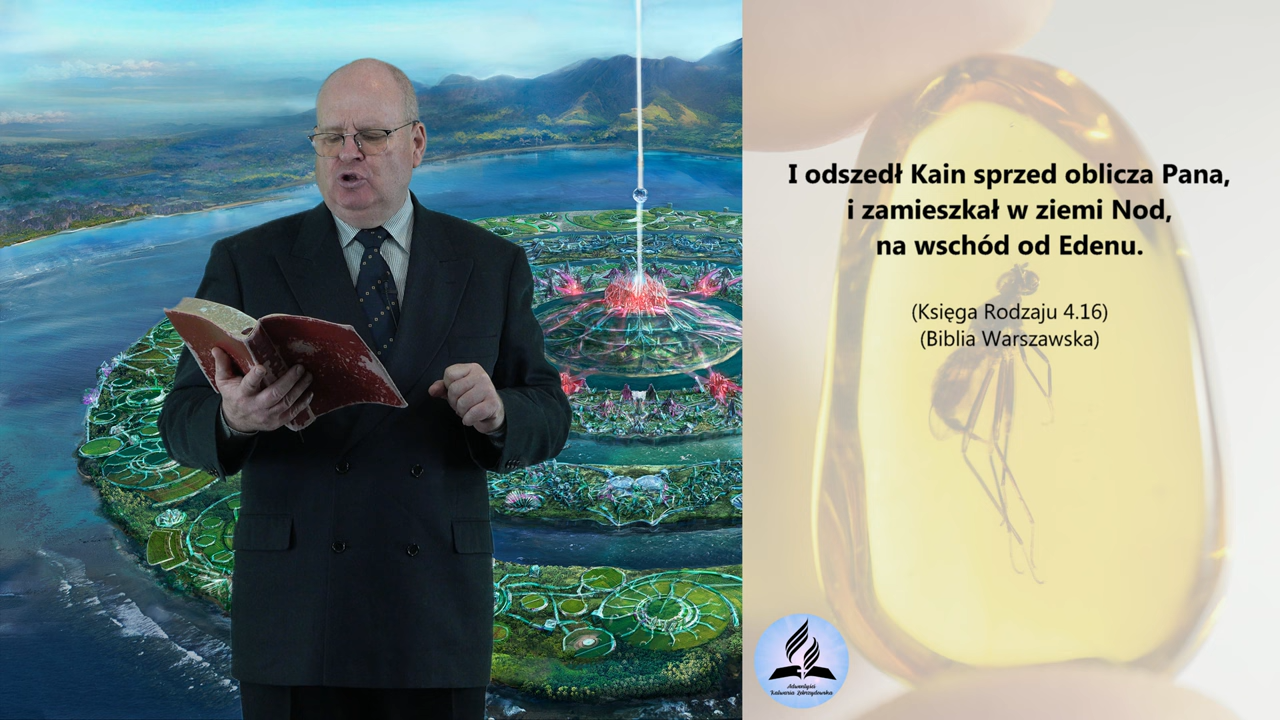 I odszedł Kain sprzed oblicza Pana,
i zamieszkał w ziemi Nod,
na wschód od Edenu.
(Księga Rodzaju 4.16)
(Biblia Warszawska)
Adwentyści
Kalwaria Zebrzydowska